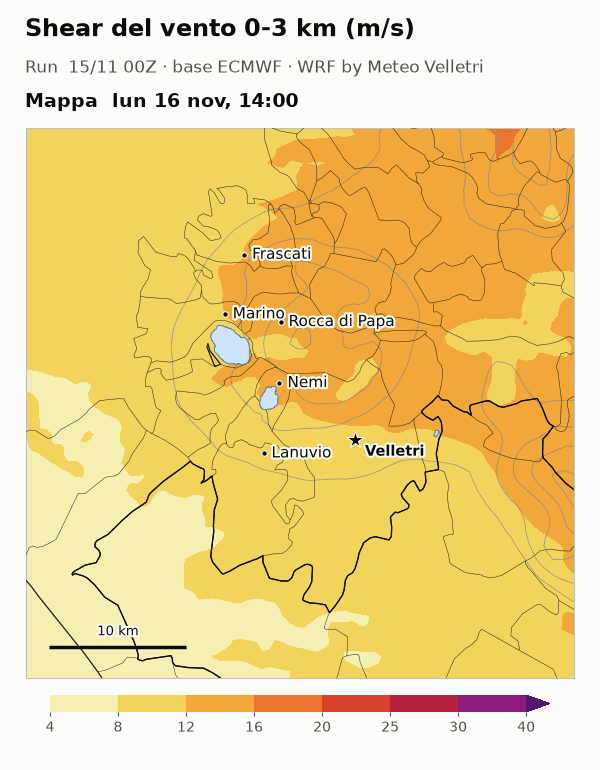 Shear del vento 0-3 km (m/s)
Run  15/11 00Z · base ECMWF · WRF by Meteo Velletri
Mappa  lun 16 nov, 14:00
Frascati
Marino
Rocca di Papa
Nemi
Velletri
Lanuvio
10 km
4 8 12 16 20 25 30 40